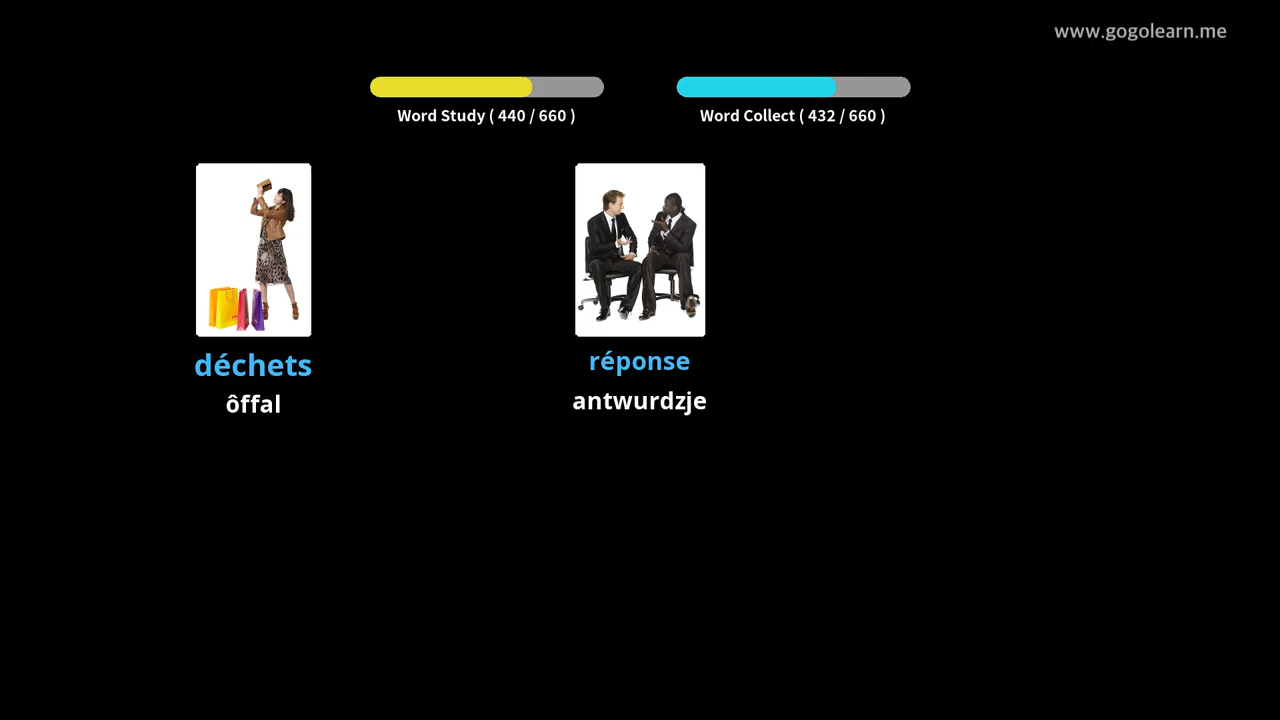 www.gogolearn.me
Word Study ( 440 / 660 )
Word Collect ( 432 / 660 )
déchets
ôffal
réponse
antwurdzje